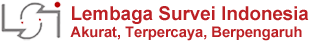 Lembaga Survei Indonesia
Akurat, Terpercaya, Berpengaruh